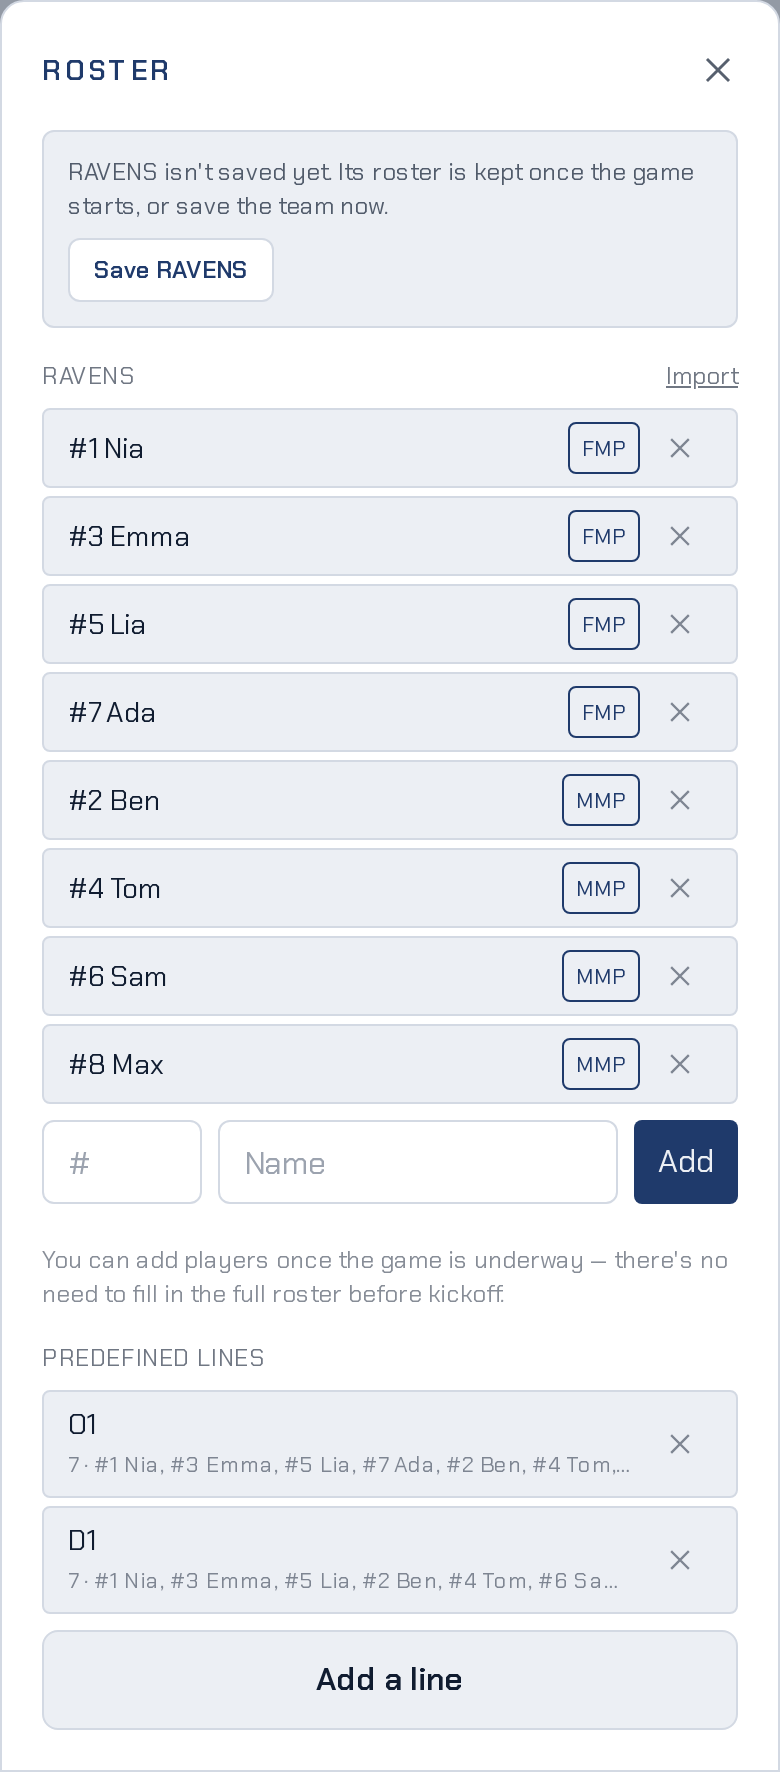 ROSTER
RAVENS isn't saved yet. Its roster is kept once the game
starts, or save the team now.
Save RAVENS
RAVENS
Import
#1 Nia FMP
#3 Emma FMP
#5 Lia FMP
#7 Ada FMP
#2 Ben MMP
#4 Tom MMP
#6 Sam MMP
#8 Max MMP
# Name Add
You can add players once the game is underway — there's no
need to fill in the full roster before kickoff.
PREDEFINED LINES
O1
7 · #1 Nia, #3 Emma, #5 Lia, #7 Ada, #2 Ben, #4 Tom,...
D1
7 · #1 Nia, #3 Emma, #5 Lia, #2 Ben, #4 Tom, #6 Sa...
Add a line